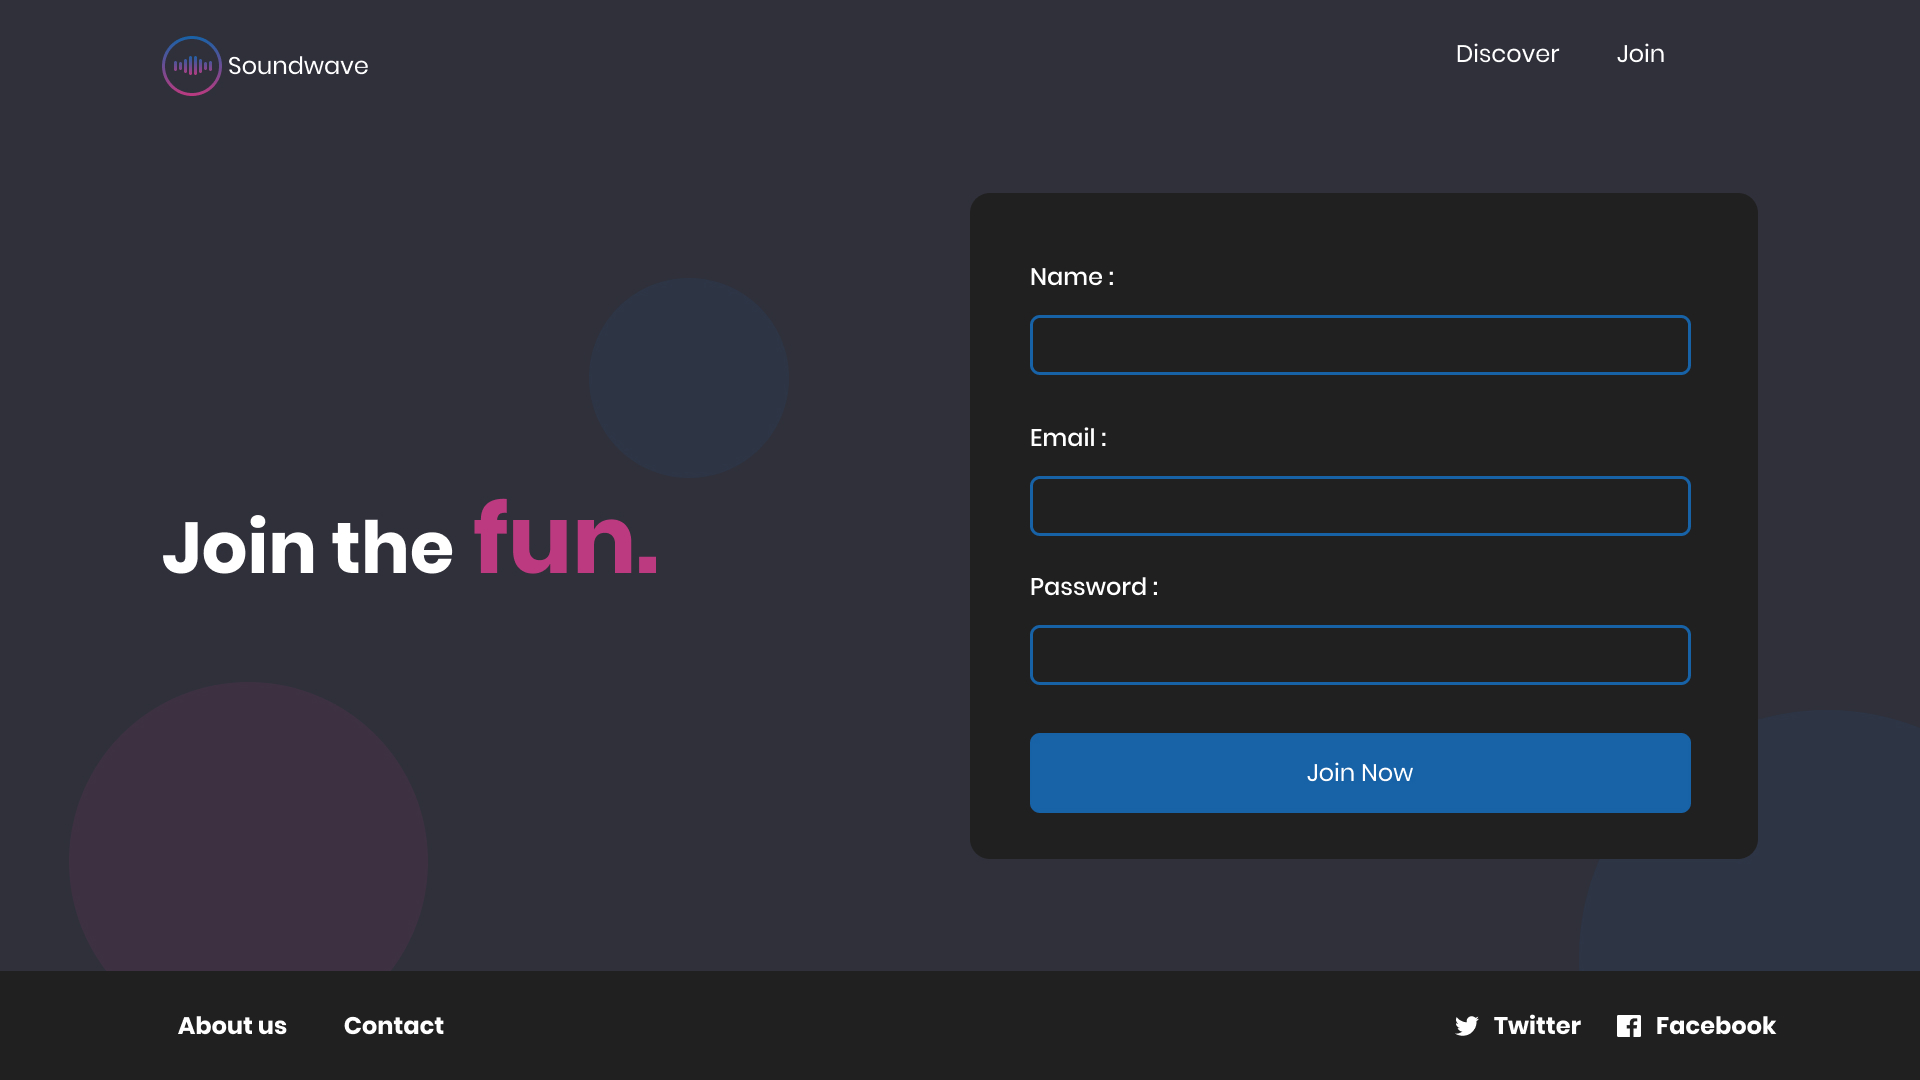 Soundwave
Discover
Join
Name :
Email :
Join the fun.
Password :
Join Now
About us
Contact
Twitter
Facebook